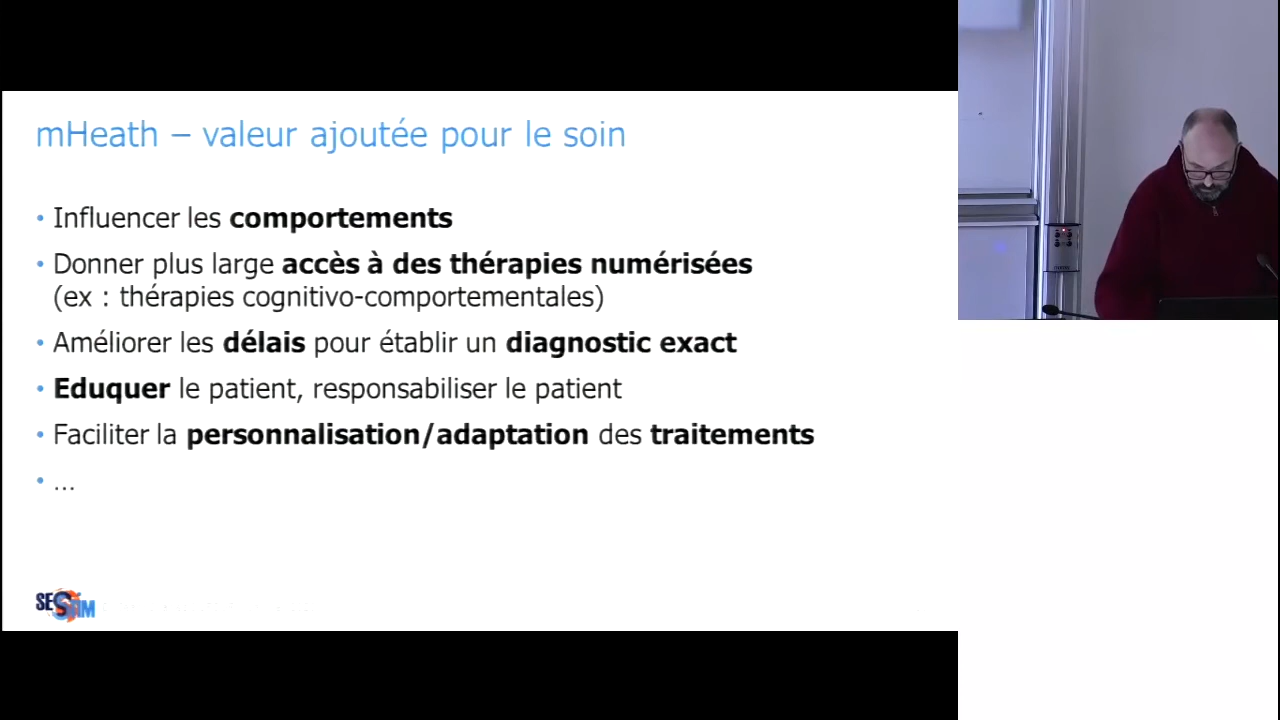 mHeath – valeur ajoutée pour le soin
• Influencer les comportements
• Donner plus large accès à des thérapies numérisées
(ex : thérapies cognitivo-comportementales)
• Améliorer les délais pour établir un diagnostic exact
• Eduquer le patient, responsabiliser le patient
• Faciliter la personnalisation/adaptation des traitements
• ...
SESSTIM